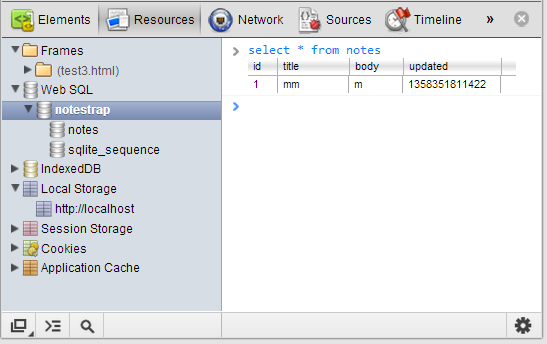 Elements Resources Network Sources Timeline »
Frames
(test3.html)
Web SQL
notestrap
notes
sqlite_sequence
IndexedDB
Local Storage
http://localhost
Session Storage
Cookies
Application Cache
> select * from notes
id title body updated
1 mm m 1358351811422
>